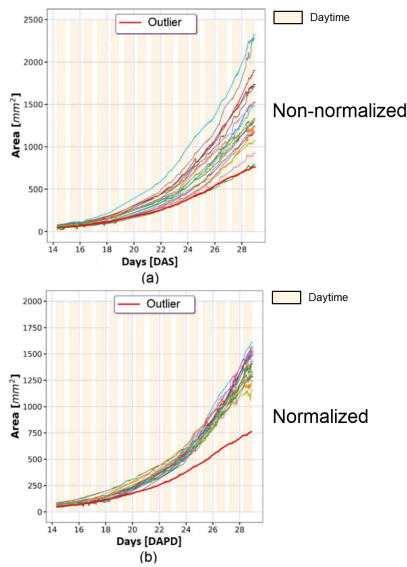 2500
2000
1500
1000
500
0
Area [mm²]
Outlier
Daytime
Non-normalized
14 16 18 20 22 24 26 28
Days [DAS]
(a)
2000
1750
1500
1250
1000
750
500
250
0
Area [mm²]
Outlier
Daytime
Normalized
14 16 18 20 22 24 26 28
Days [DAPD]
(b)